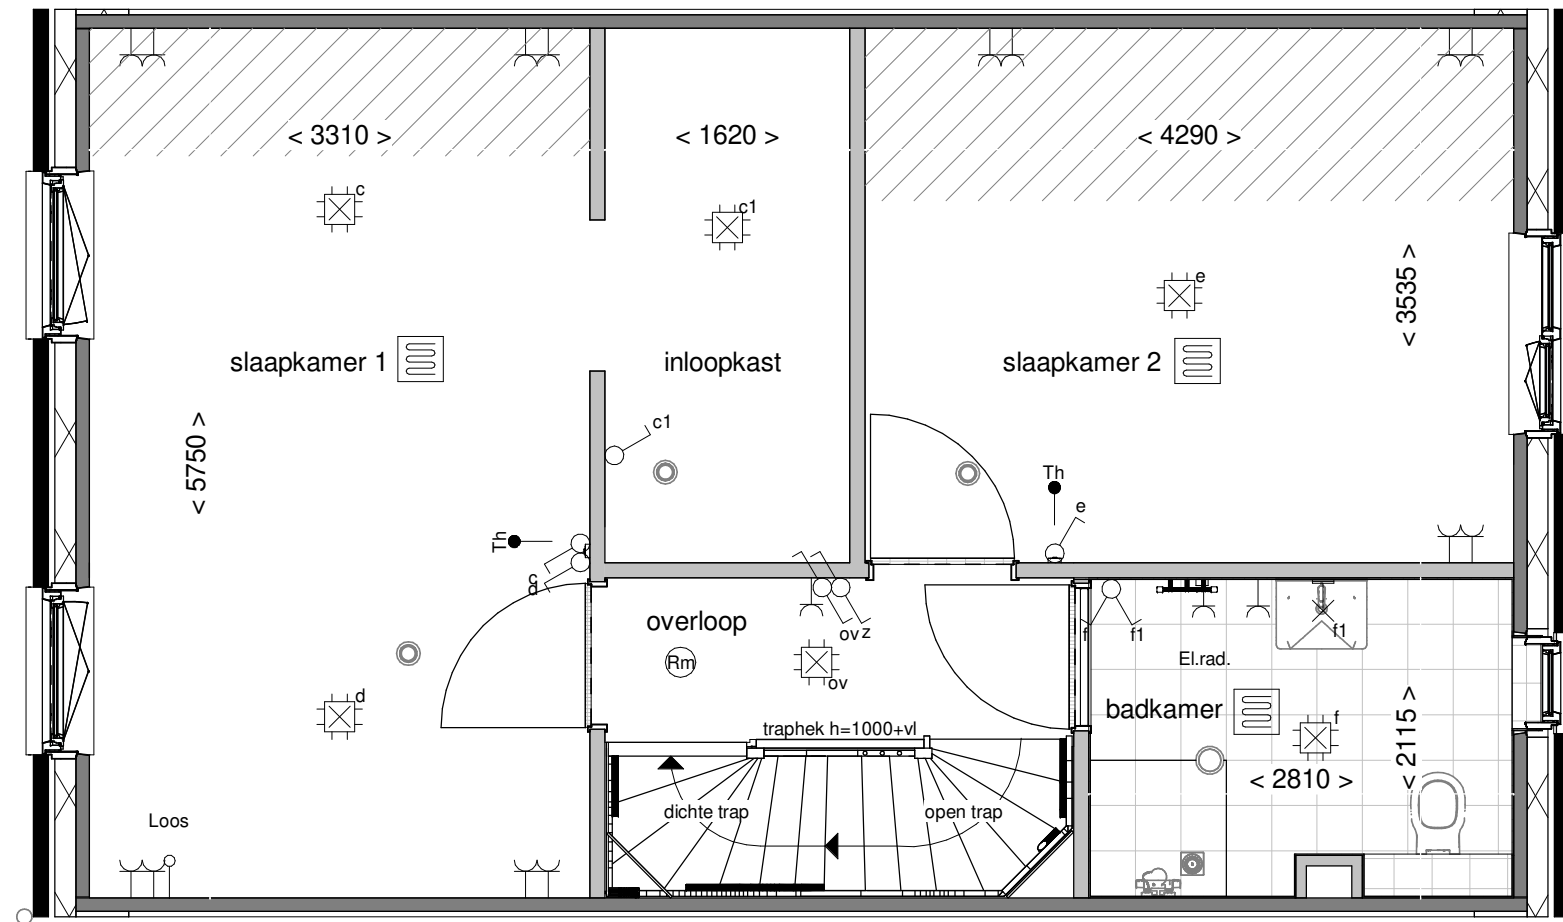 < 3310 >
< 1620 >
< 4290 >
c
c1
e
< 3535 >
slaapkamer 1
inloopkast
slaapkamer 2
< 5750 >
c1
Th
e
Th
c
d
overloop
ov z
f
f1
f1
Rm
El.rad.
ov
d
badkamer
f
< 2115 >
traphek h=1000+vl
< 2810 >
dichte trap
open trap
Loos